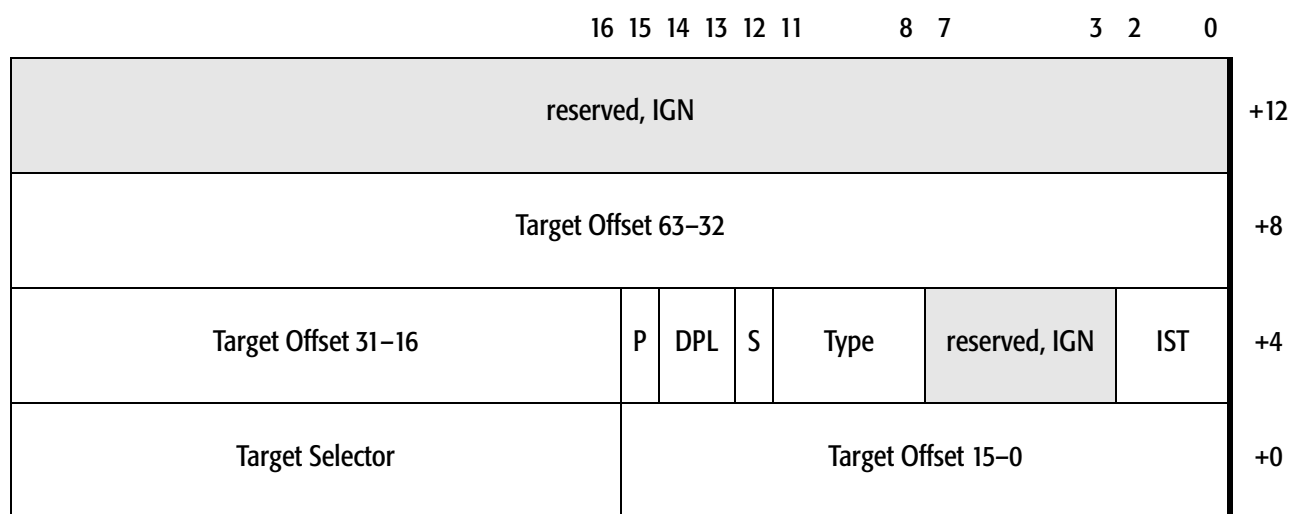 16 15 14 13 12 11 8 7 3 2 0
reserved, IGN +12
Target Offset 63–32 +8
Target Offset 31–16 P DPL S Type reserved, IGN IST +4
Target Selector Target Offset 15–0 +0